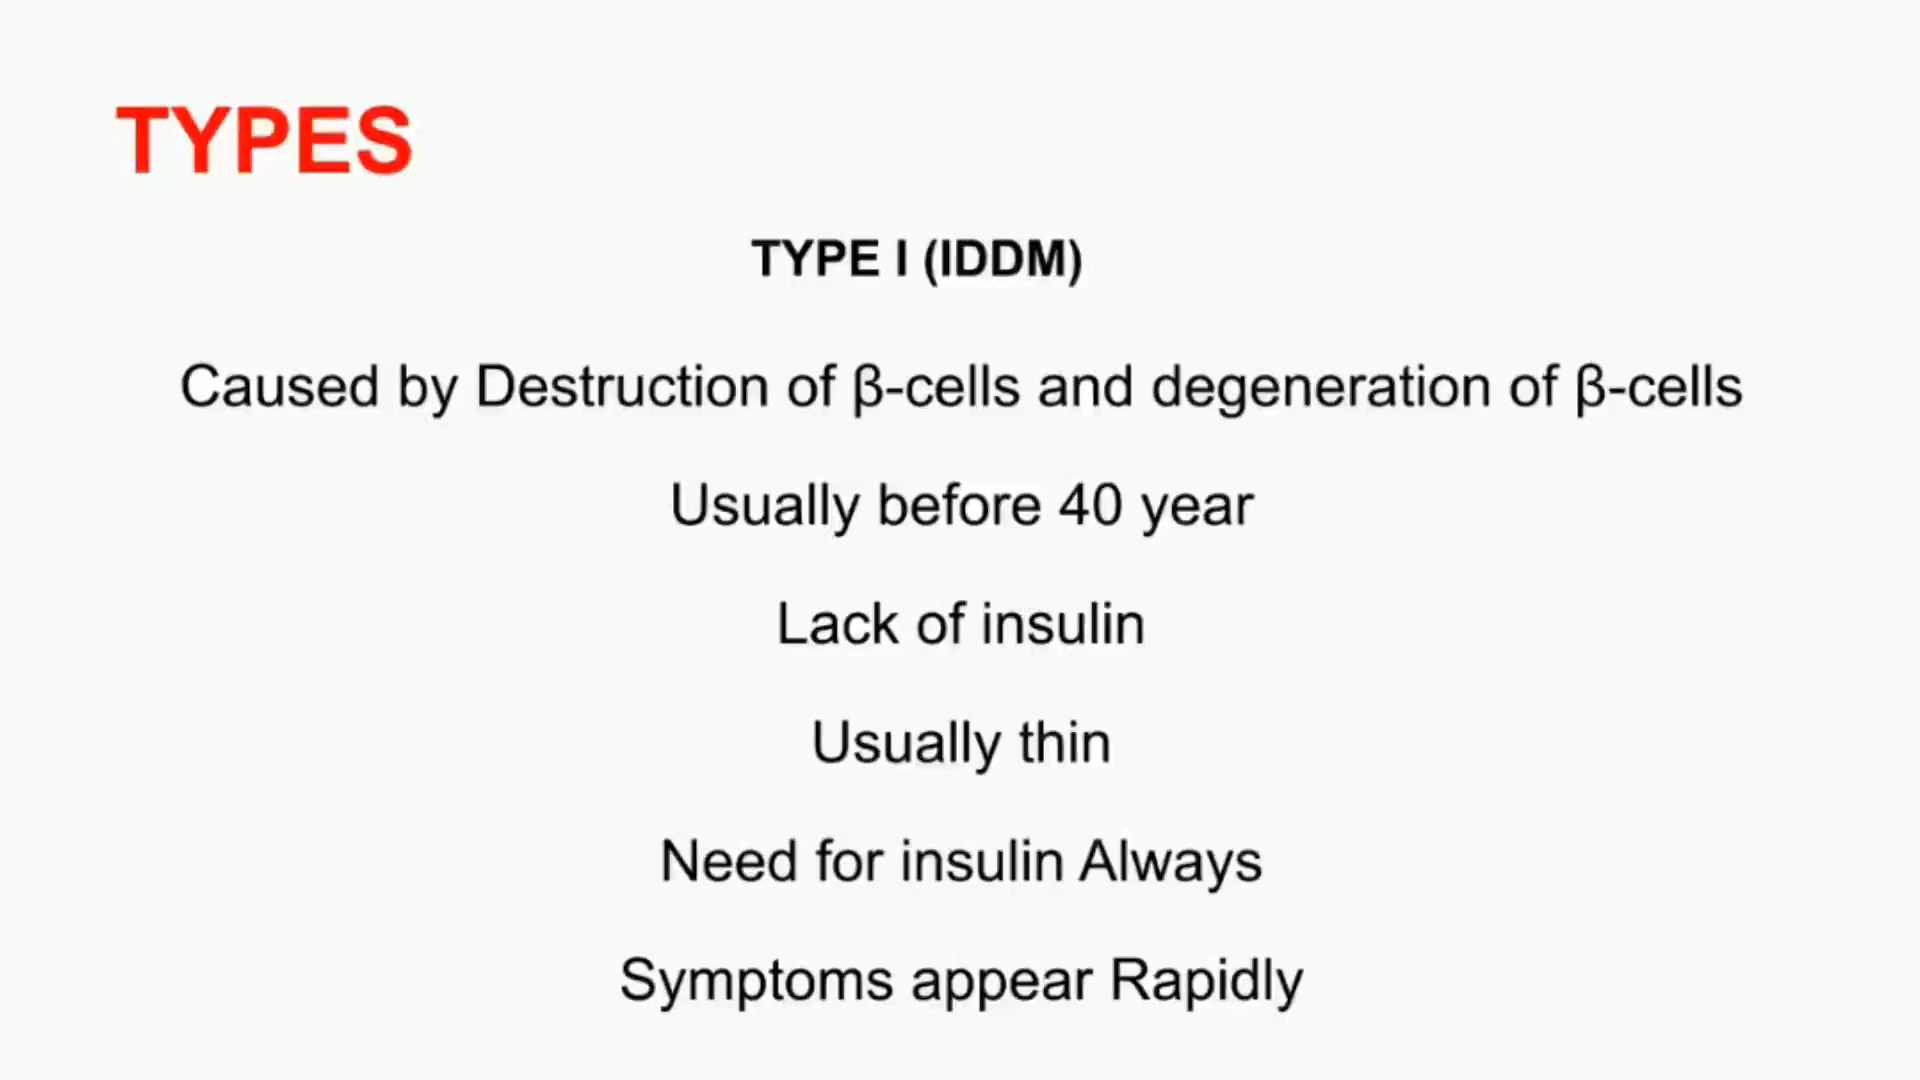 TYPES
TYPE I (IDDM)
Caused by Destruction of β-cells and degeneration of β-cells
Usually before 40 year
Lack of insulin
Usually thin
Need for insulin Always
Symptoms appear Rapidly